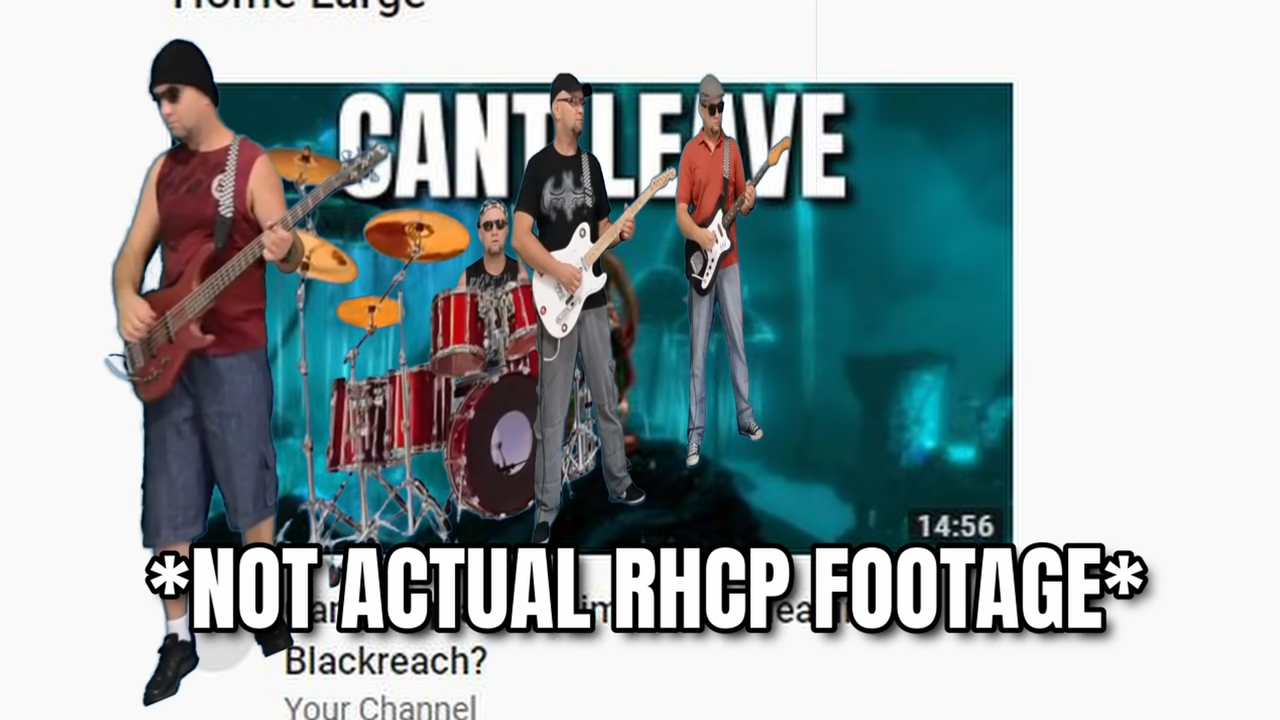 Home Large
CANT LEAVE
14:56
*NOT ACTUAL RHCP FOOTAGE*
Blackreach?
Your Channel